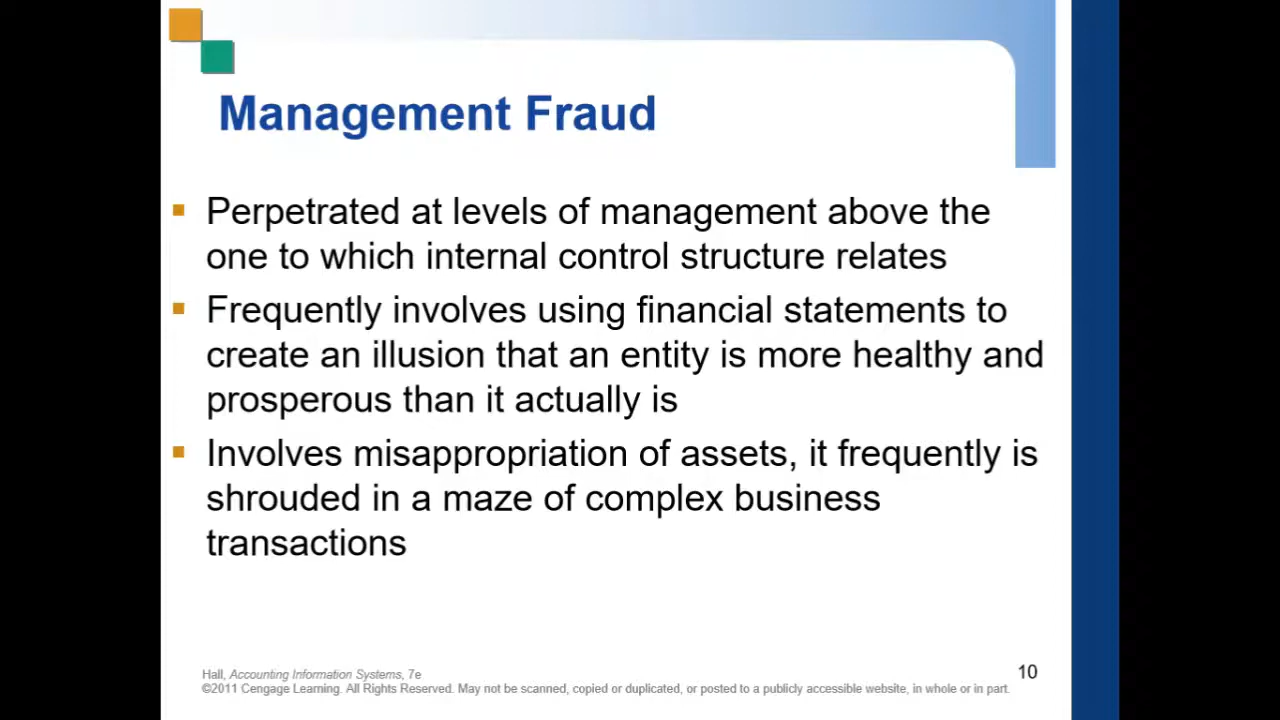 Management Fraud
Perpetrated at levels of management above the
one to which internal control structure relates
Frequently involves using financial statements to
create an illusion that an entity is more healthy and
prosperous than it actually is
Involves misappropriation of assets, it frequently is
shrouded in a maze of complex business
transactions
Hall, Accounting Information Systems, 7e
©2011 Cengage Learning. All Rights Reserved. May not be scanned, copied or duplicated, or posted to a publicly accessible website, in whole or in part.
10